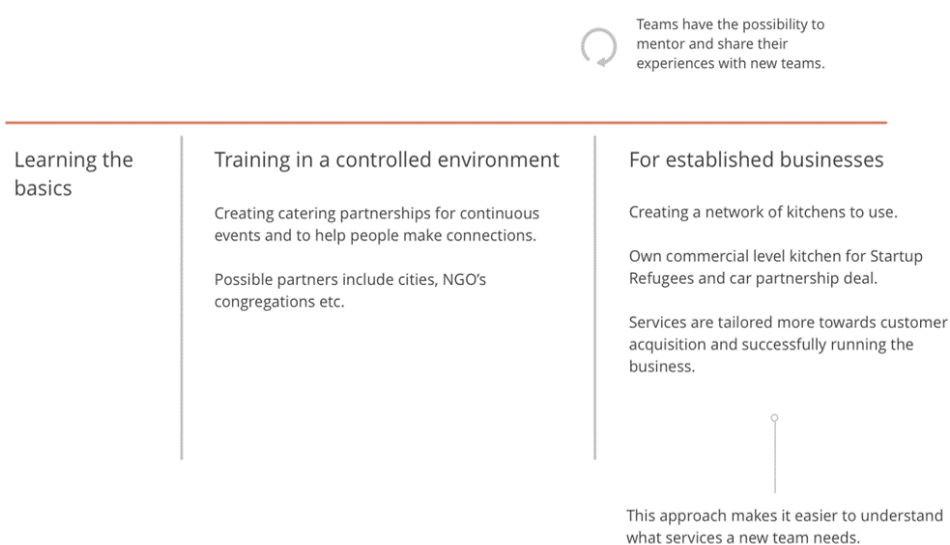 Teams have the possibility to
mentor and share their
experiences with new teams.
Learning the
basics
Training in a controlled environment
Creating catering partnerships for continuous
events and to help people make connections.
Possible partners include cities, NGO's
congregations etc.
For established businesses
Creating a network of kitchens to use.
Own commercial level kitchen for Startup
Refugees and car partnership deal.
Services are tailored more towards customer
acquisition and successfully running the
business.
This approach makes it easier to understand
what services a new team needs.